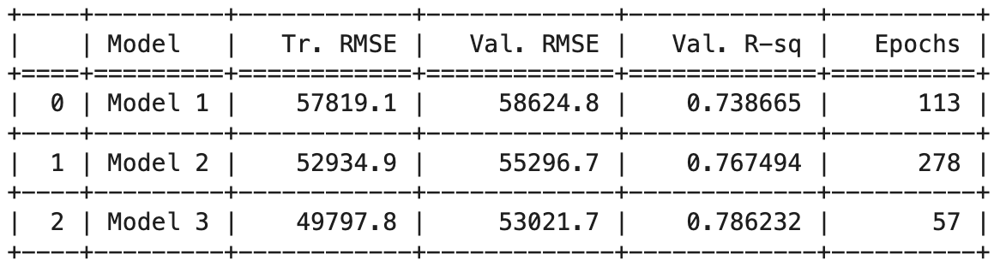 +----+---------+------------+-------------+-------------+----------+
|    | Model   |   Tr. RMSE |   Val. RMSE |   Val. R-sq |   Epochs |
+====+=========+============+=============+=============+==========+
|  0 | Model 1 |    57819.1 |     58624.8 |    0.738665 |      113 |
+----+---------+------------+-------------+-------------+----------+
|  1 | Model 2 |    52934.9 |     55296.7 |    0.767494 |      278 |
+----+---------+------------+-------------+-------------+----------+
|  2 | Model 3 |    49797.8 |     53021.7 |    0.786232 |       57 |
+----+---------+------------+-------------+-------------+----------+